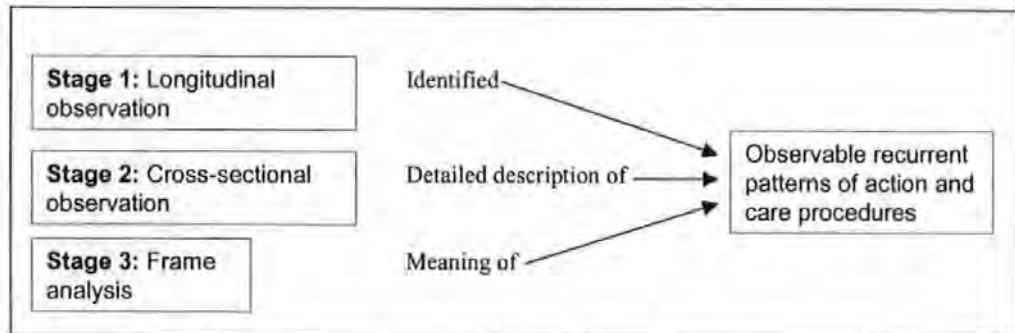 Stage 1: Longitudinal
observation
Identified
Stage 2: Cross-sectional
observation
Detailed description of
Stage 3: Frame
analysis
Meaning of
Observable recurrent
patterns of action and
care procedures